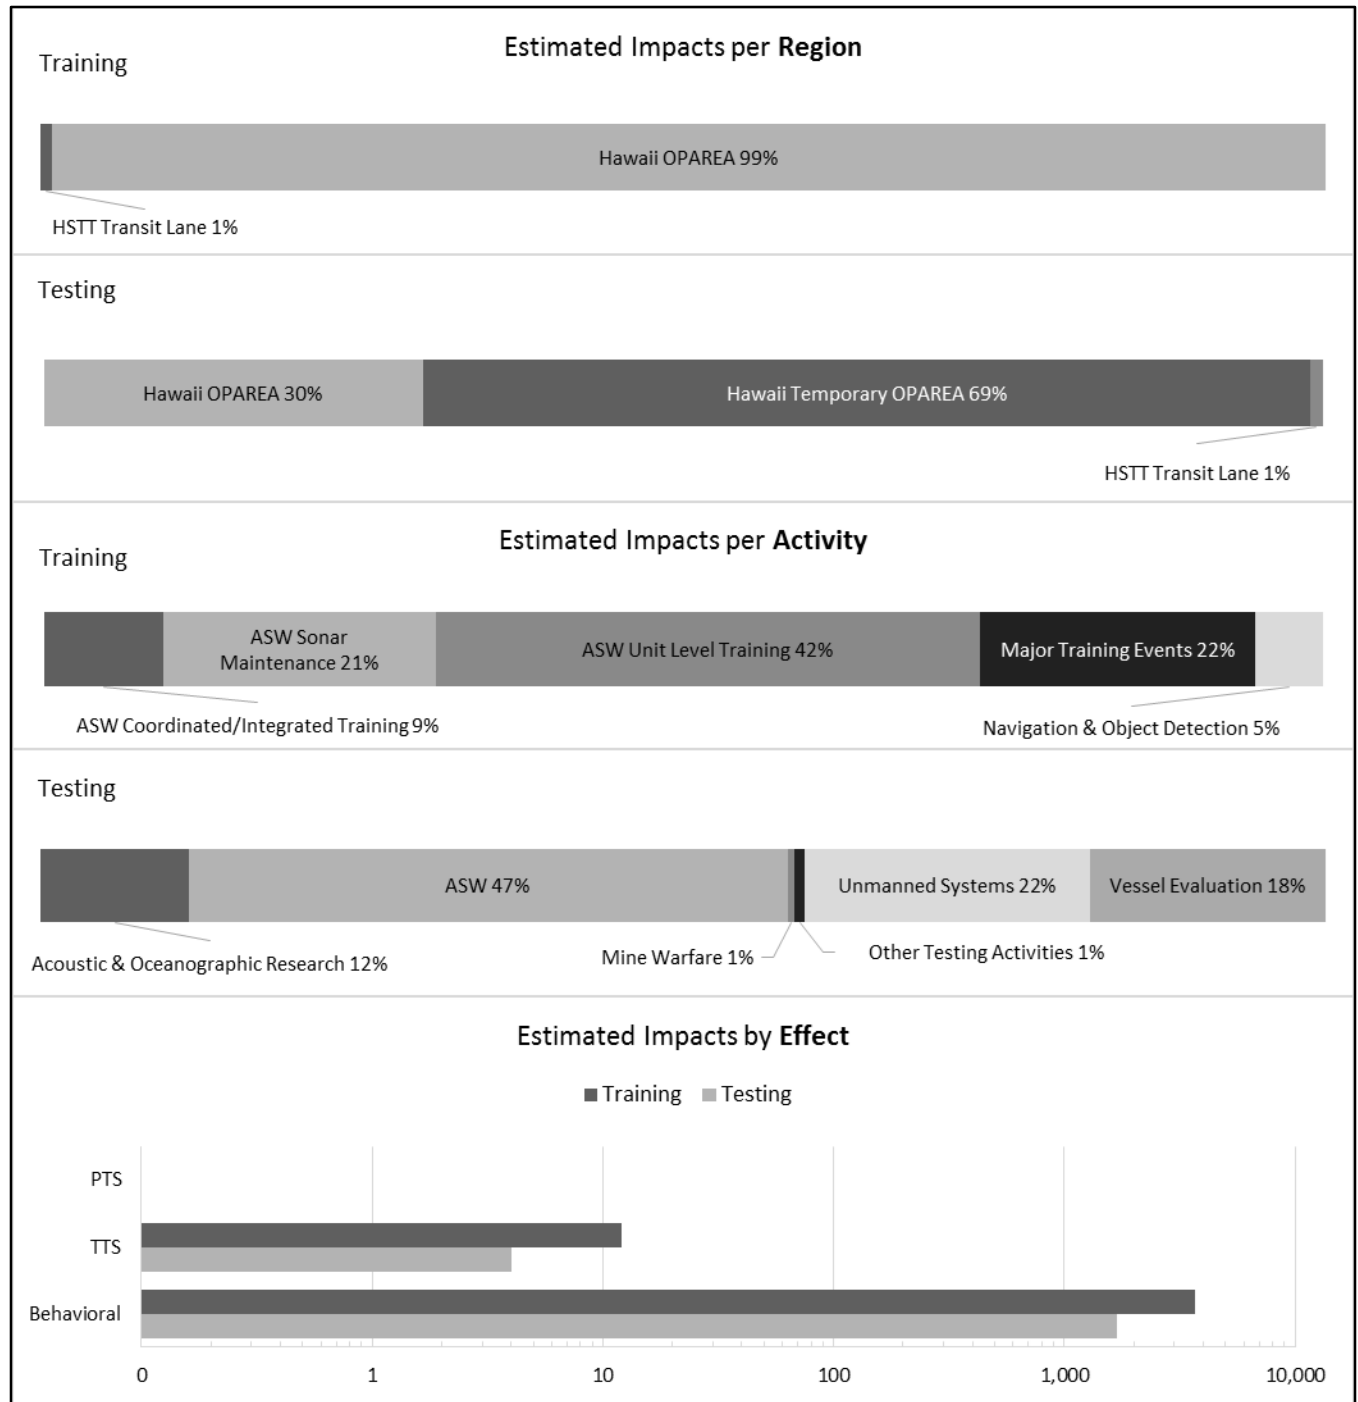 Estimated Impacts per Region
Training
Hawaii OPAREA 99%
HSTT Transit Lane 1%
Testing
Hawaii OPAREA 30%
Hawaii Temporary OPAREA 69%
HSTT Transit Lane 1%
Estimated Impacts per Activity
Training
ASW Sonar
Maintenance 21%
ASW Unit Level Training 42%
Major Training Events 22%
ASW Coordinated/Integrated Training 9%
Navigation & Object Detection 5%
Testing
ASW 47%
Unmanned Systems 22%
Vessel Evaluation 18%
Acoustic & Oceanographic Research 12%
Mine Warfare 1%
Other Testing Activities 1%
Estimated Impacts by Effect
Training Testing
PTS
TTS
Behavioral
0 1 10 100 1,000 10,000